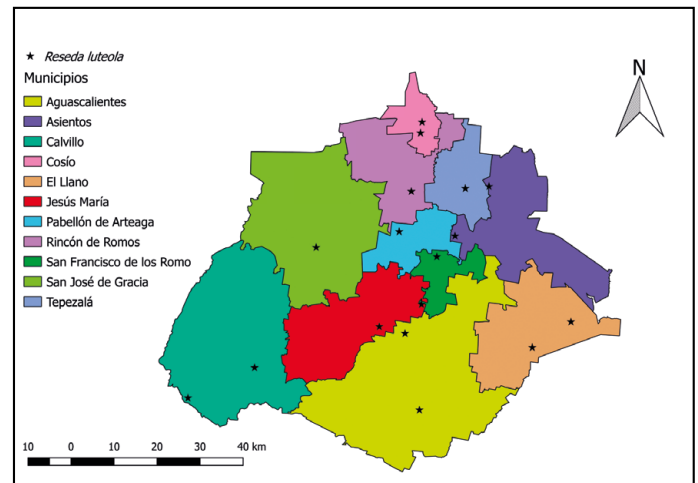 N
Reseda luteola
Municipios
Aguascalientes
Asientos
Calvillo
Cosío
El Llano
Jesús María
Pabellón de Arteaga
Rincón de Romos
San Francisco de los Romo
San José de Gracia
Tepezalá
10 0 10 20 30 40 km